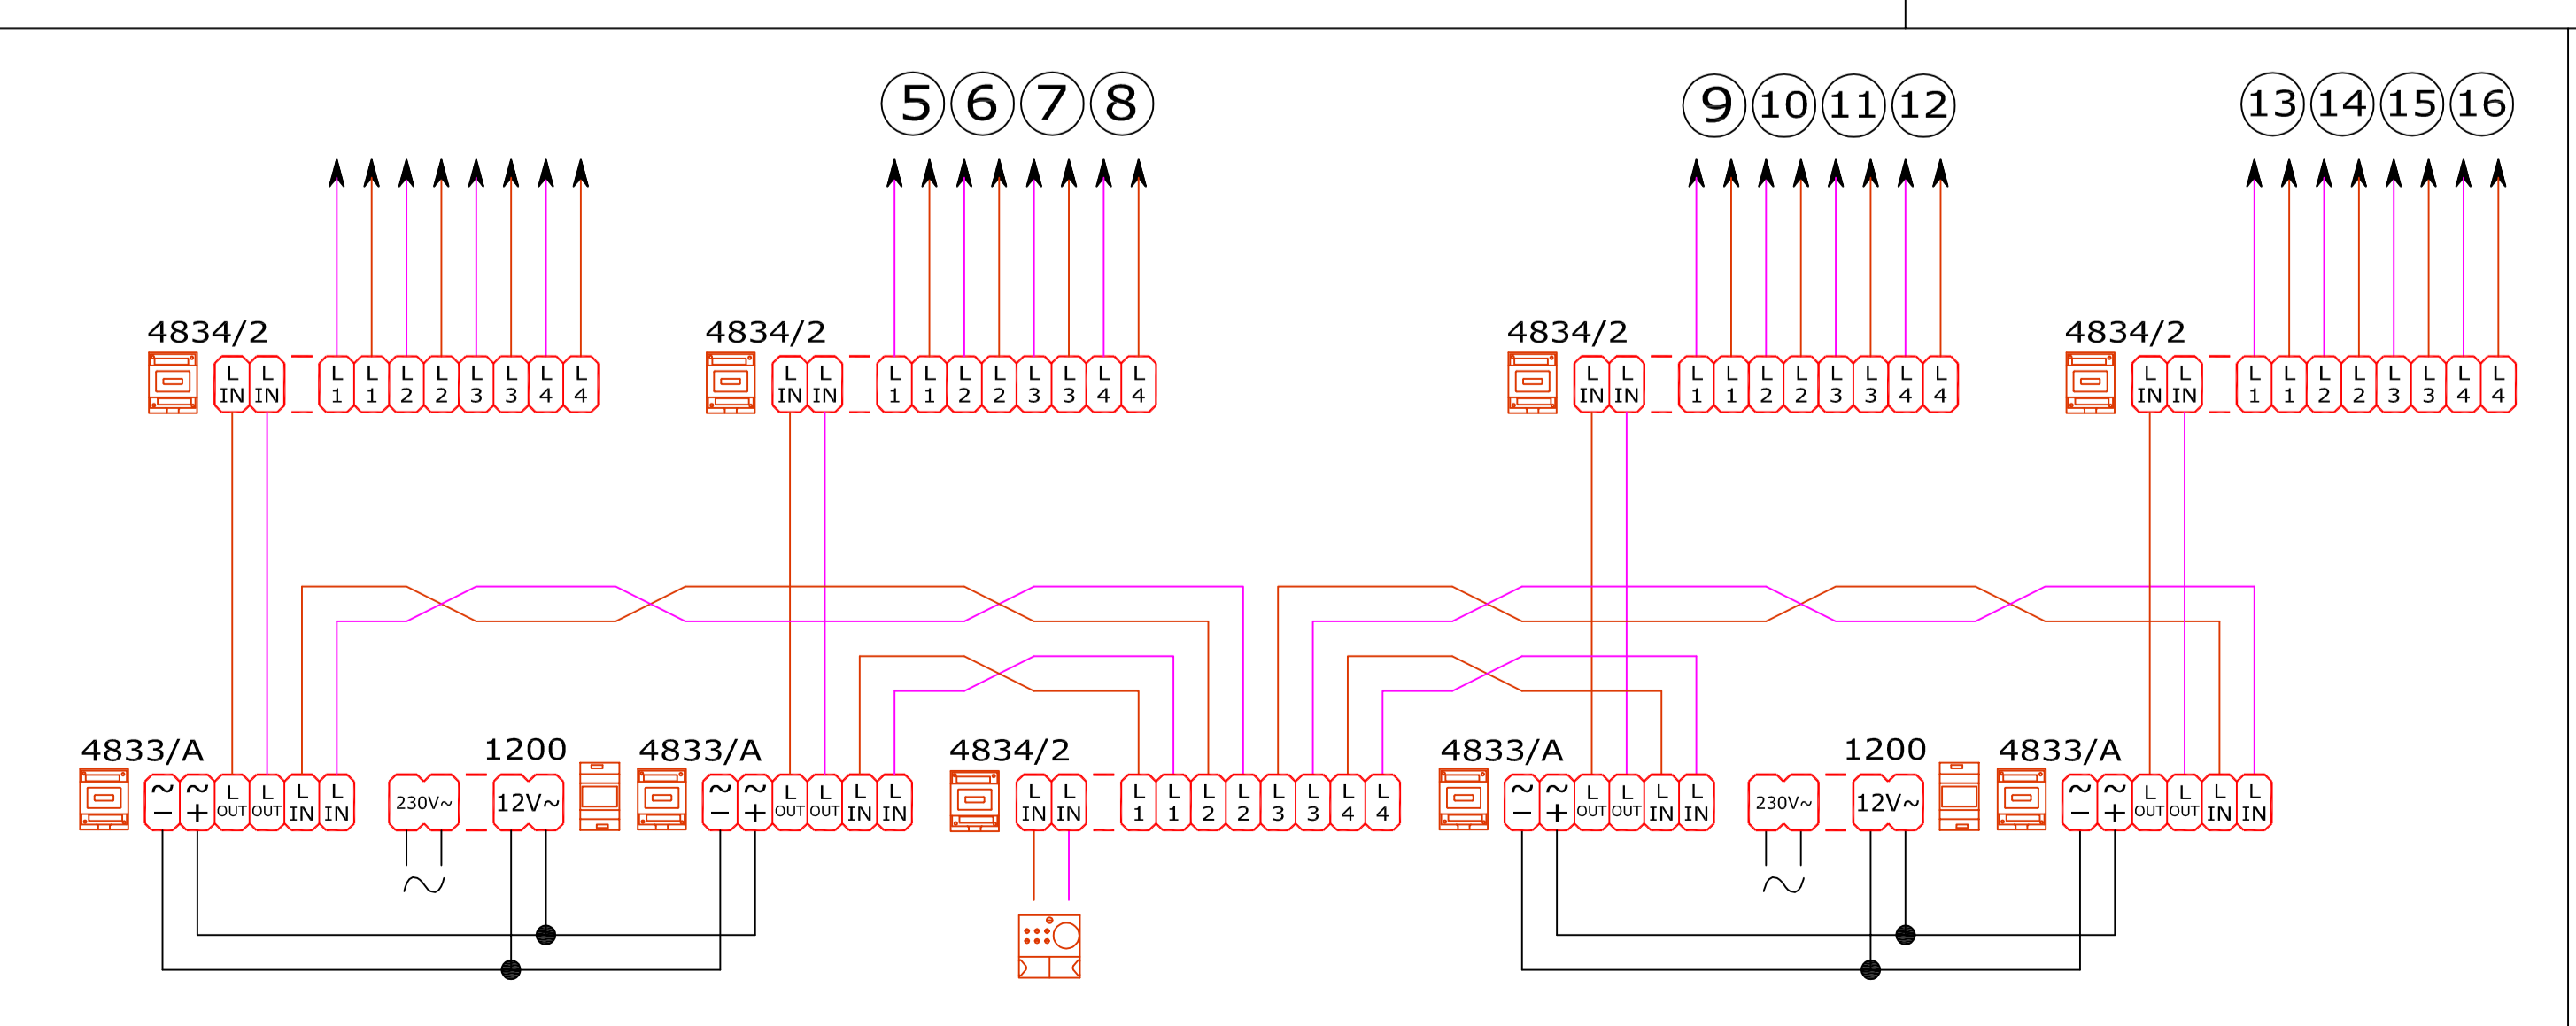 5 6 7 8 9 10 11 12 13 14 15 16
4834/2 4834/2 4834/2 4834/2
L L L L L L L L L L L L L L L L L L L L L L L L L L L L L L L L L L L L L L L L
IN IN 1 1 2 2 3 3 4 4 IN IN 1 1 2 2 3 3 4 4 IN IN 1 1 2 2 3 3 4 4 IN IN 1 1 2 2 3 3 4 4
4833/A 1200 4833/A 4834/2 4833/A 1200 4833/A
~ ~ L L L L 230V~ 12V~ ~ ~ L L L L L L L L L L L L L L ~ ~ L L L L 230V~ 12V~ ~ ~ L L L L
− + OUT OUT IN IN − + OUT OUT IN IN IN IN 1 1 2 2 3 3 4 4 − + OUT OUT IN IN − + OUT OUT IN IN
~ ~